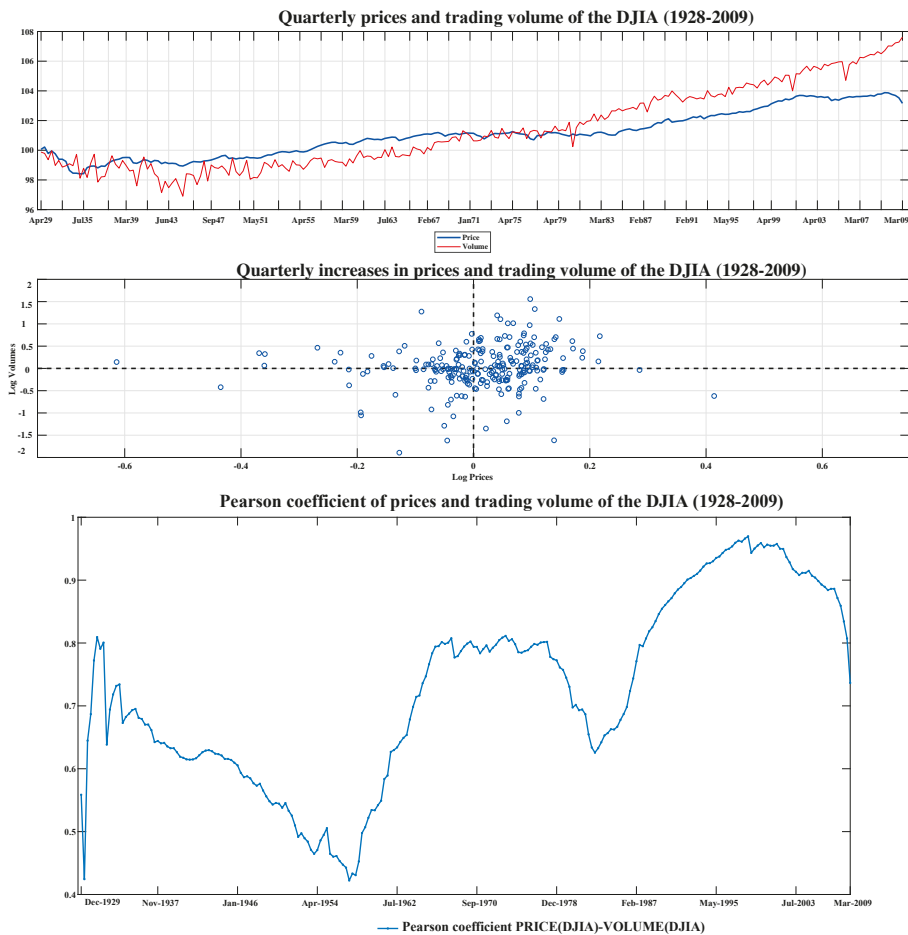 Quarterly prices and trading volume of the DJIA (1928-2009)
108
106
104
102
100
98
96
Apr29 Jul35 Mar39 Jun43 Sep47 May51 Apr55 Mar59 Jul63 Feb67 Jan71 Apr75 Apr79 Mar83 Feb87 Feb91 May95 Apr99 Apr03 Mar07 Mar09
Price
Volume
Quarterly increases in prices and trading volume of the DJIA (1928-2009)
Log Volumes
2
1.5
1
0.5
0
-0.5
-1
-1.5
-2
-0.6 -0.4 -0.2 0 0.2 0.4 0.6
Log Prices
Pearson coefficient of prices and trading volume of the DJIA (1928-2009)
1
0.9
0.8
0.7
0.6
0.5
0.4
Dec-1929 Nov-1937 Jan-1946 Apr-1954 Jul-1962 Sep-1970 Dec-1978 Feb-1987 May-1995 Jul-2003 Mar-2009
Pearson coefficient PRICE(DJIA)-VOLUME(DJIA)